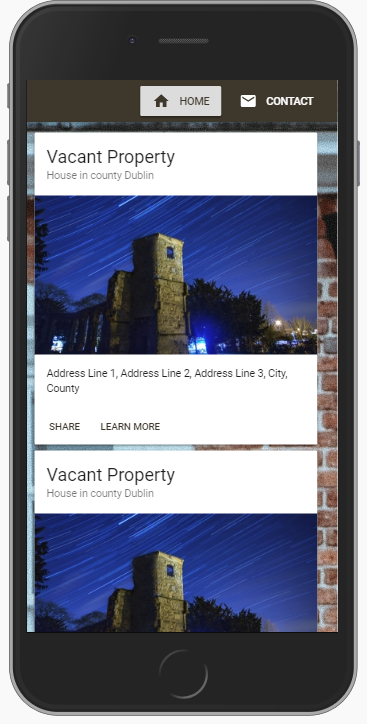 HOME CONTACT
Vacant Property
House in county Dublin
Address Line 1, Address Line 2, Address Line 3, City,
County
SHARE LEARN MORE
Vacant Property
House in county Dublin